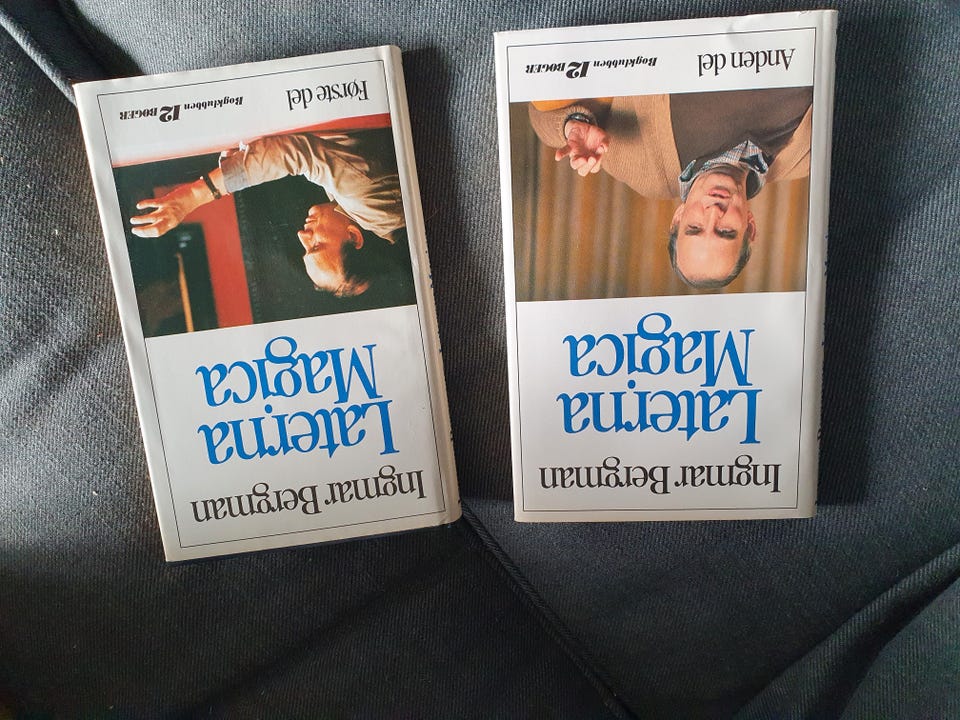 Ingmar Bergman
Laterna
Magica
Første del
Bogklubben 12 BØGER
Ingmar Bergman
Laterna
Magica
Anden del
Bogklubben 12 BØGER